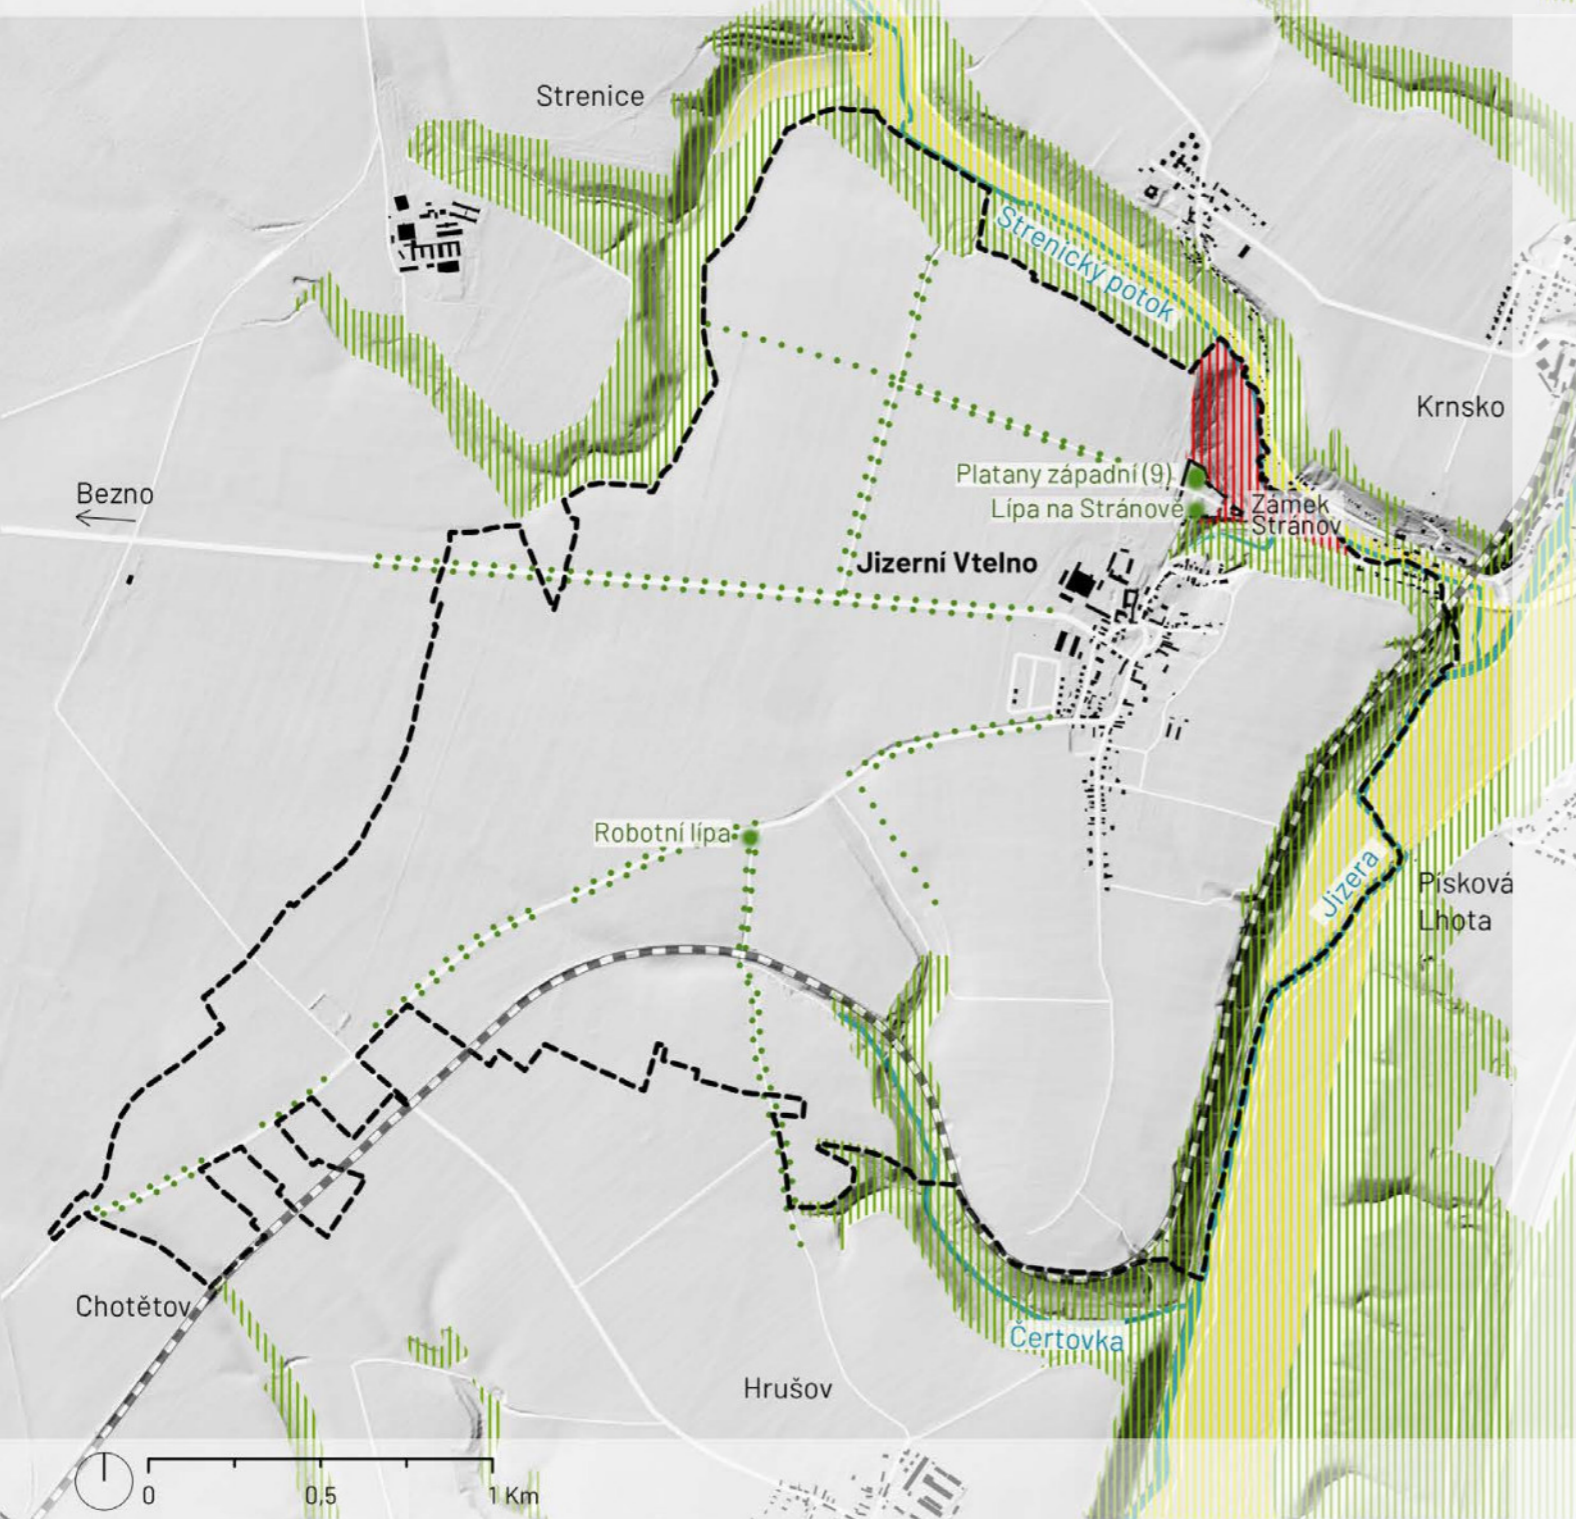 Strenice
Strenický potok
Krnsko
Platany západní (9)
Bezno
Lípa na Stránově
Zámek
Stránov
Jizerní Vtelno
Robotní lípa
Jizera
Písková
Lhota
Chotětov
Čertovka
Hrušov
0 0,5 1 Km